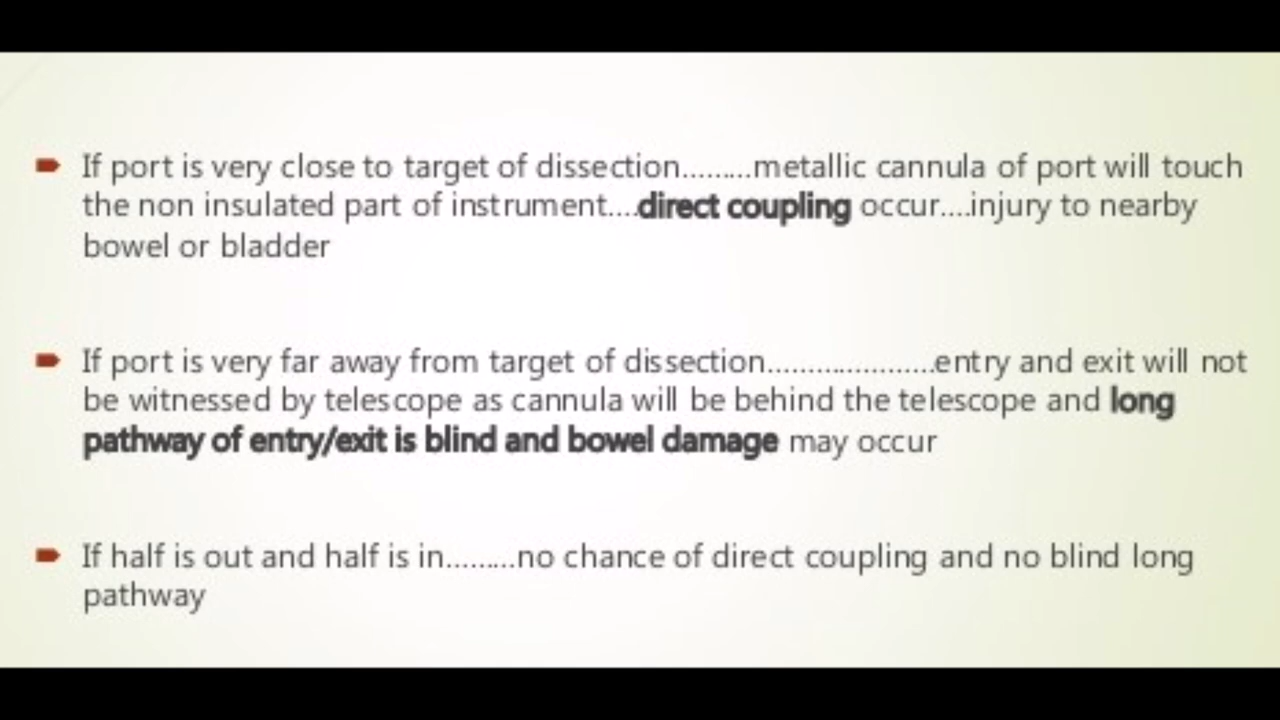 If port is very close to target of dissection.........metallic cannula of port will touch
the non insulated part of instrument....direct coupling occur....injury to nearby
bowel or bladder
If port is very far away from target of dissection.....................entry and exit will not
be witnessed by telescope as cannula will be behind the telescope and long
pathway of entry/exit is blind and bowel damage may occur
If half is out and half is in.........no chance of direct coupling and no blind long
pathway